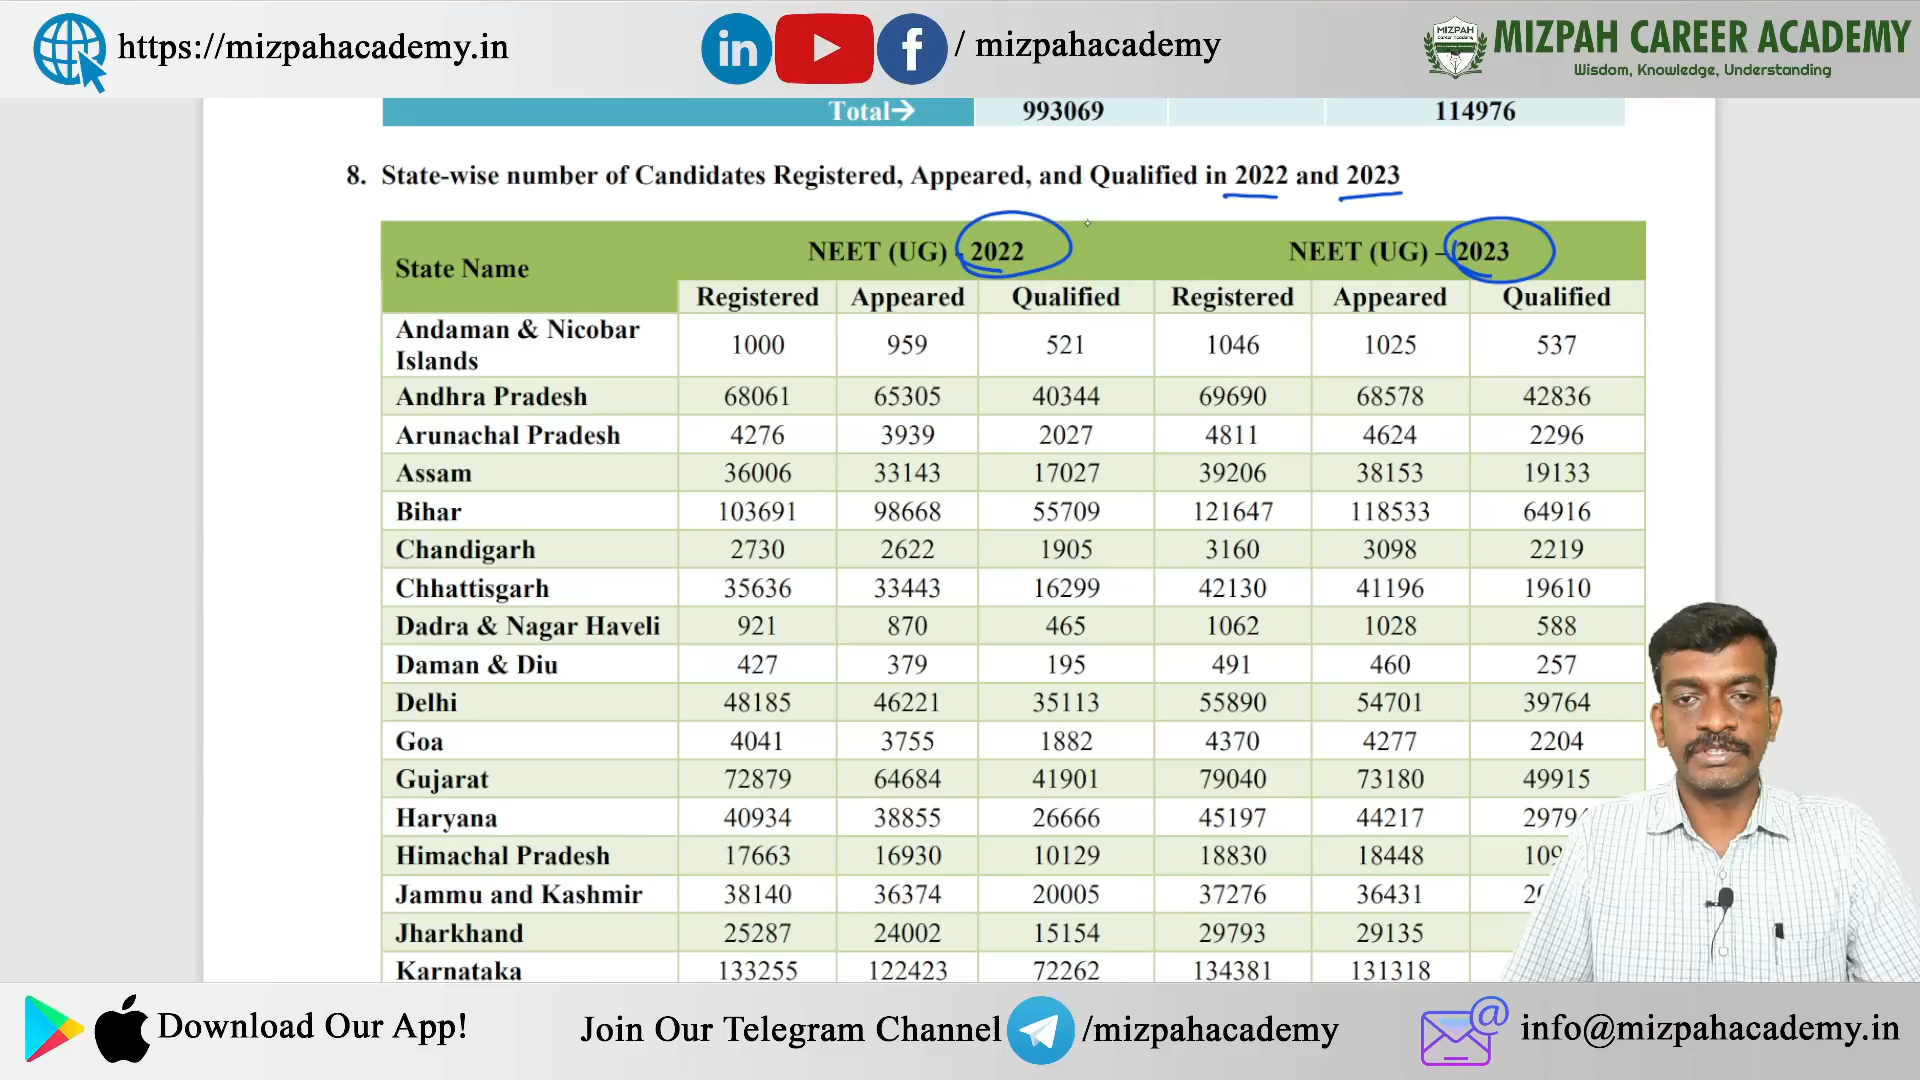 https://mizpahacademy.in
in f / mizpahacademy
MIZPAH Career Academy
MIZPAH CAREER ACADEMY
Wisdom, Knowledge, Understanding
Total→ 993069 114976
8. State-wise number of Candidates Registered, Appeared, and Qualified in 2022 and 2023
State Name NEET (UG) - 2022 NEET (UG) – 2023
Registered Appeared Qualified Registered Appeared Qualified
Andaman & Nicobar
Islands 1000 959 521 1046 1025 537
Andhra Pradesh 68061 65305 40344 69690 68578 42836
Arunachal Pradesh 4276 3939 2027 4811 4624 2296
Assam 36006 33143 17027 39206 38153 19133
Bihar 103691 98668 55709 121647 118533 64916
Chandigarh 2730 2622 1905 3160 3098 2219
Chhattisgarh 35636 33443 16299 42130 41196 19610
Dadra & Nagar Haveli 921 870 465 1062 1028 588
Daman & Diu 427 379 195 491 460 257
Delhi 48185 46221 35113 55890 54701 39764
Goa 4041 3755 1882 4370 4277 2204
Gujarat 72879 64684 41901 79040 73180 49915
Haryana 40934 38855 26666 45197 44217
Himachal Pradesh 17663 16930 10129 18830 18448
Jammu and Kashmir 38140 36374 20005 37276 36431
Jharkhand 25287 24002 15154 29793 29135
Karnataka 133255 122423 72262 134381 131318
Download Our App!
Join Our Telegram Channel /mizpahacademy
@ info@mizpahacademy.in